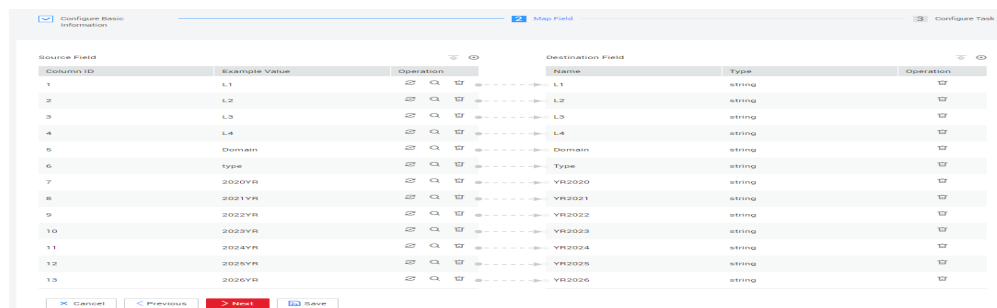 Configure Basic Information
2 Map Field
3 Configure Task
Source Field
Destination Field
Column ID Example Value Operation Name Type Operation
1 L1 L1 string
2 L2 L2 string
3 L3 L3 string
4 L4 L4 string
5 Domain Domain string
6 type Type string
7 2020YR YR2020 string
8 2021YR YR2021 string
9 2022YR YR2022 string
10 2023YR YR2023 string
11 2024YR YR2024 string
12 2025YR YR2025 string
13 2026YR YR2026 string
Cancel < Previous > Next Save